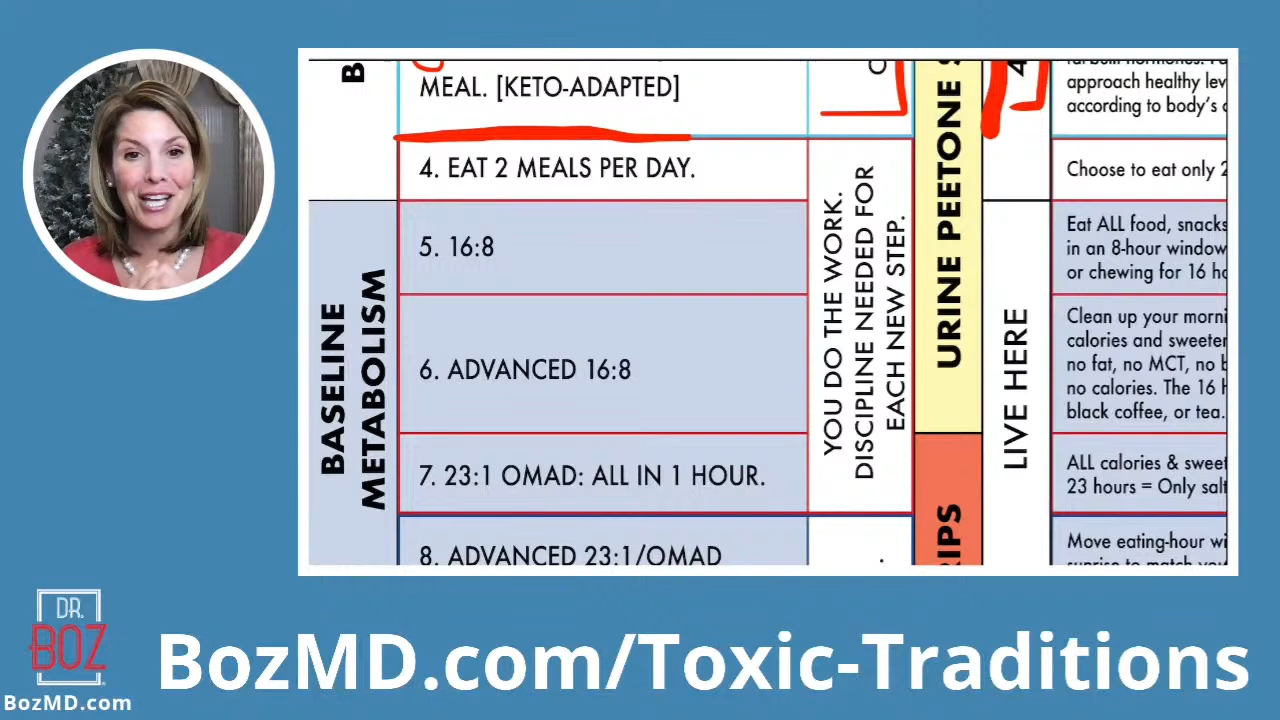 B
MEAL. [KETO-ADAPTED]
4. EAT 2 MEALS PER DAY.
5. 16:8
6. ADVANCED 16:8
7. 23:1 OMAD: ALL IN 1 HOUR.
8. ADVANCED 23:1/OMAD
BASELINE
METABOLISM
YOU DO THE WORK.
DISCIPLINE NEEDED FOR
EACH NEW STEP.
URINE PEETONE S
RIPS
4
LIVE HERE
approach healthy lev
according to body's
Choose to eat only 2
Eat ALL food, snacks
in an 8-hour window
or chewing for 16 ho
Clean up your morni
calories and sweeten
no fat, no MCT, no b
no calories. The 16 h
black coffee, or tea.
ALL calories & sweet
23 hours = Only salt
Move eating-hour wi
DR.
BOZ
BozMD.com
BozMD.com/Toxic-Traditions